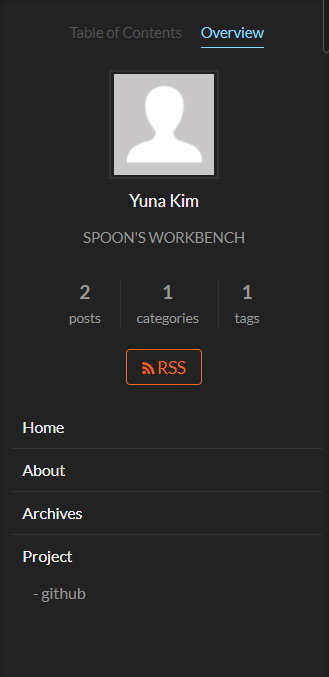 Table of Contents Overview
Yuna Kim
SPOON'S WORKBENCH
2 1 1
posts categories tags
RSS
Home
About
Archives
Project
- github